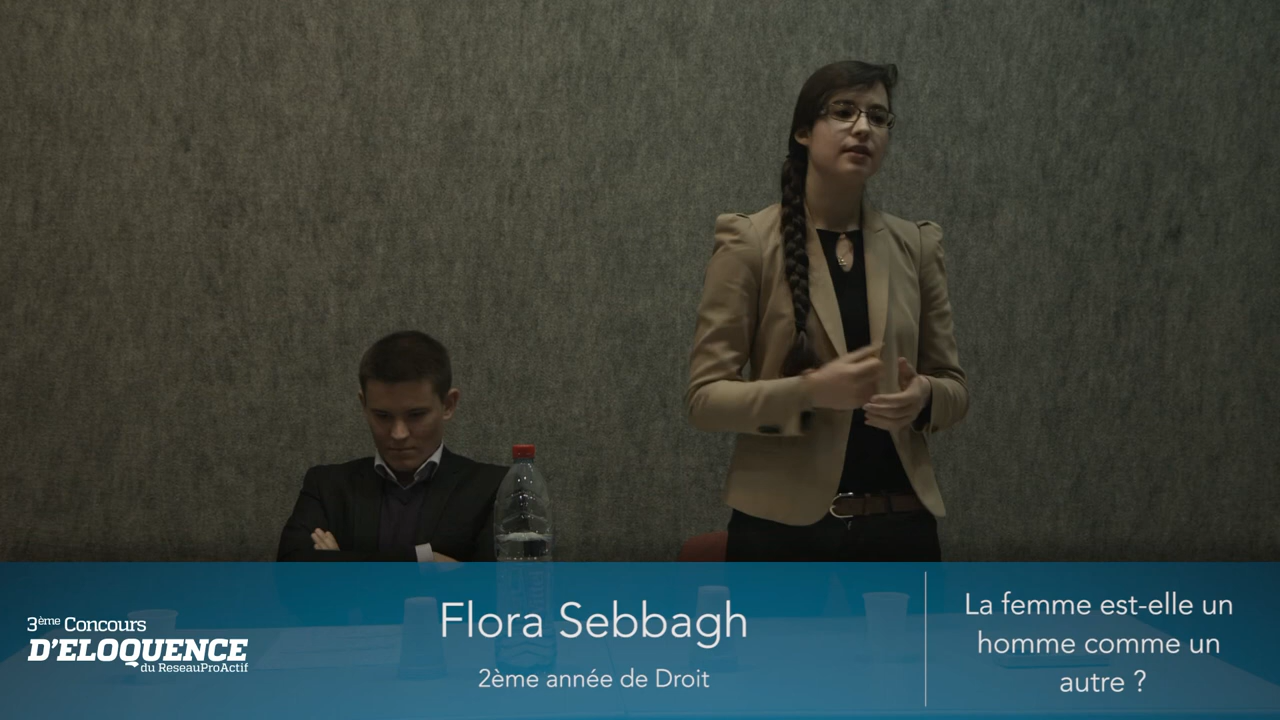 3ème Concours
D'ELOQUENCE
du ReseauProActif
Flora Sebbagh
2ème année de Droit
La femme est-elle un
homme comme un
autre ?